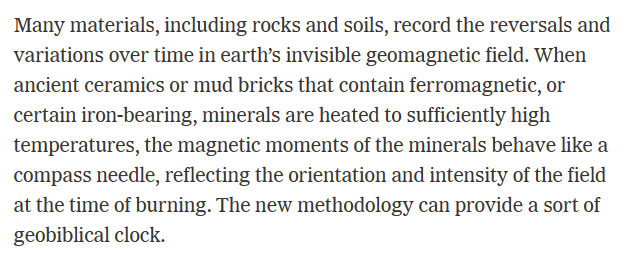 Many materials, including rocks and soils, record the reversals and
variations over time in earth’s invisible geomagnetic field. When
ancient ceramics or mud bricks that contain ferromagnetic, or
certain iron-bearing, minerals are heated to sufficiently high
temperatures, the magnetic moments of the minerals behave like a
compass needle, reflecting the orientation and intensity of the field
at the time of burning. The new methodology can provide a sort of
geobiblical clock.